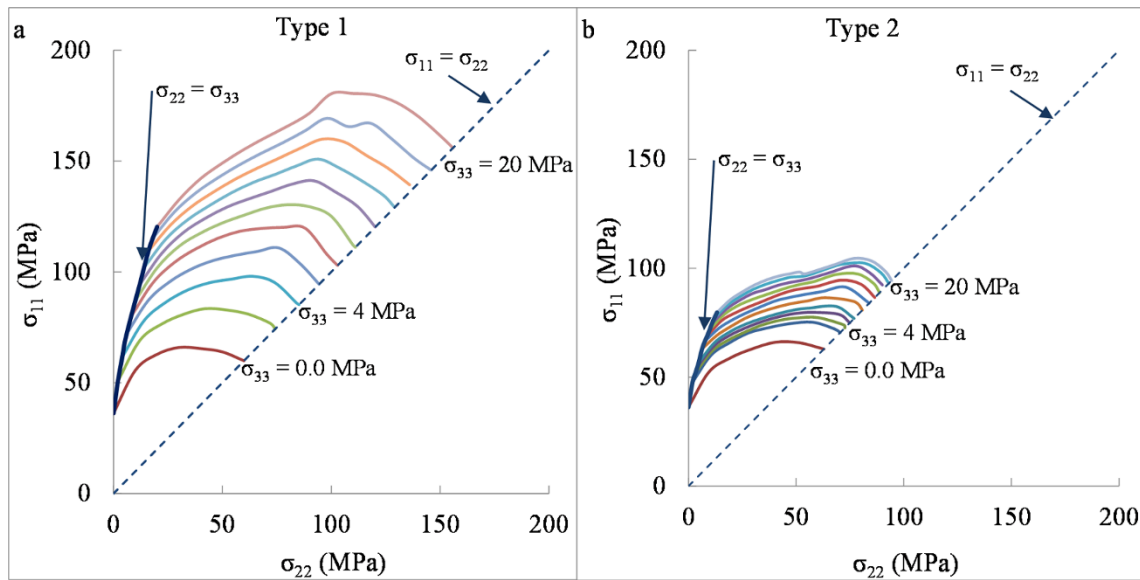 a
Type 1
200
150
100
50
0
σ₁₁ (MPa)
σ₂₂ = σ₃₃
σ₁₁ = σ₂₂
σ₃₃ = 20 MPa
σ₃₃ = 4 MPa
σ₃₃ = 0.0 MPa
0 50 100 150 200
σ₂₂ (MPa)
b
Type 2
200
150
100
50
0
σ₁₁ (MPa)
σ₁₁ = σ₂₂
σ₂₂ = σ₃₃
σ₃₃ = 20 MPa
σ₃₃ = 4 MPa
σ₃₃ = 0.0 MPa
0 50 100 150 200
σ₂₂ (MPa)